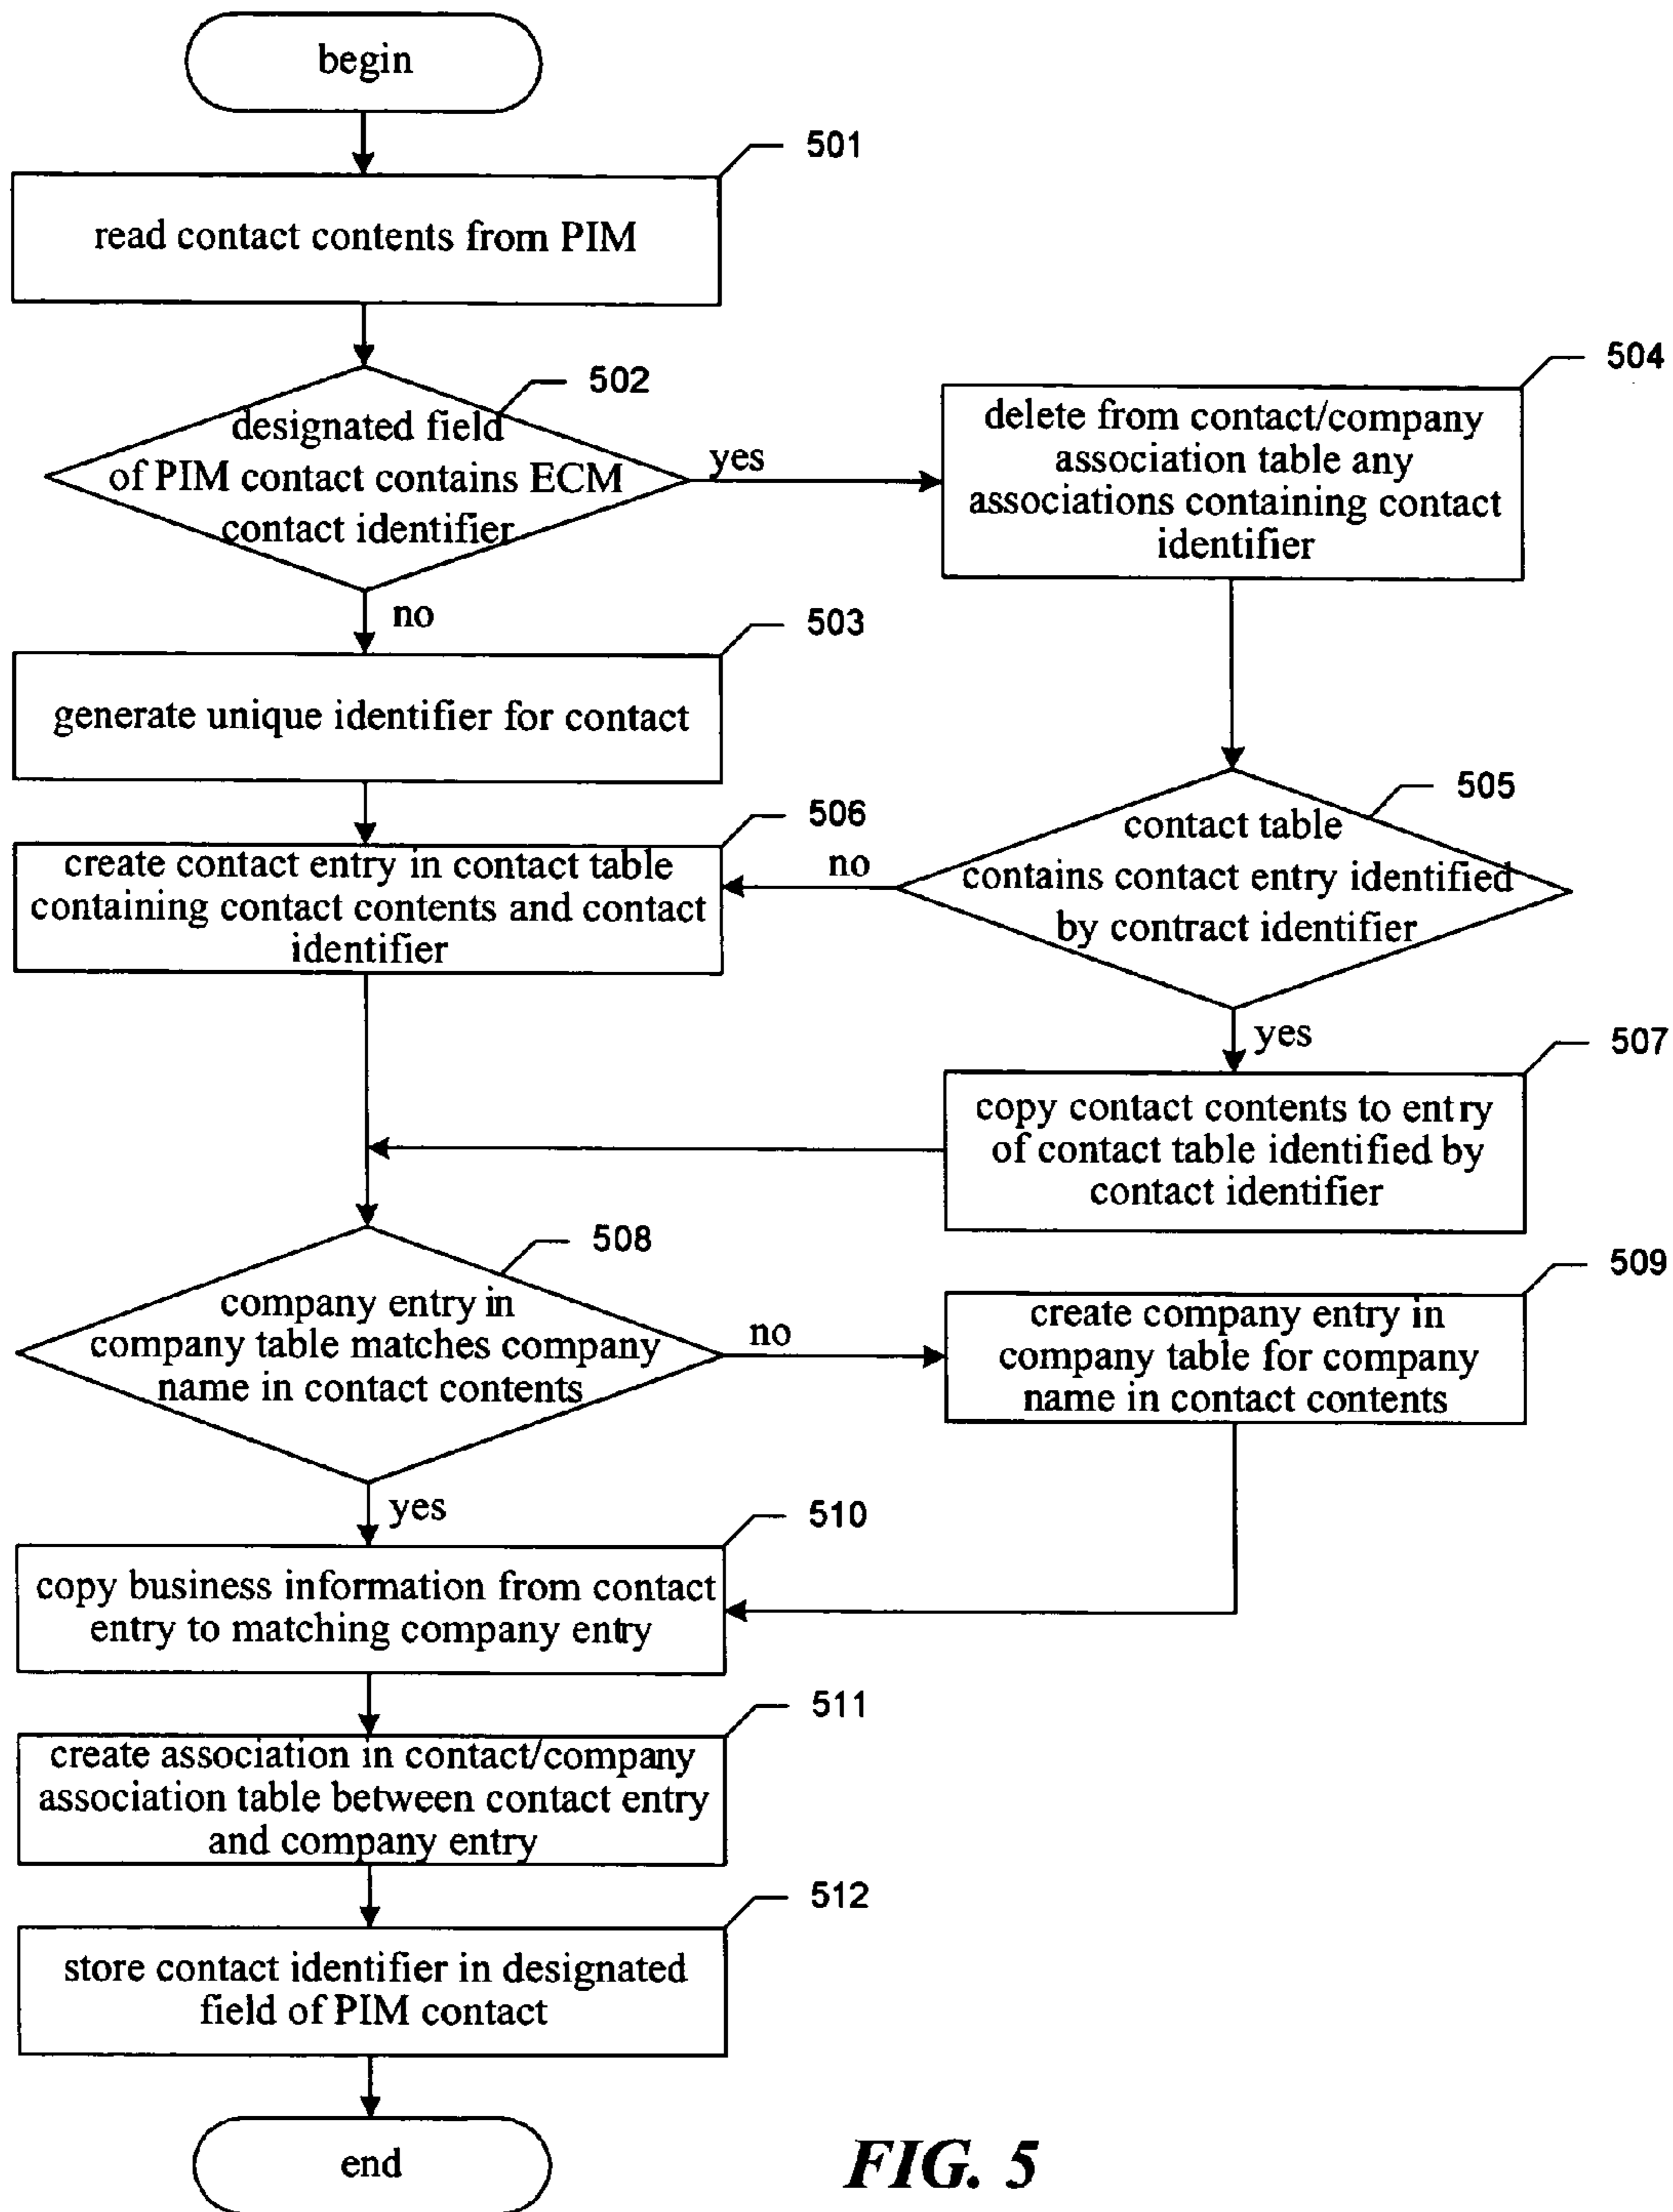 begin
501
read contact contents from PIM
502
designated field
of PIM contact contains ECM
contact identifier
yes
504
delete from contact/company
association table any
associations containing contact
identifier
no
503
generate unique identifier for contact
505
contact table
contains contact entry identified
by contract identifier
no
506
create contact entry in contact table
containing contact contents and contact
identifier
yes
507
copy contact contents to entry
of contact table identified by
contact identifier
508
company entry in
company table matches company
name in contact contents
no
509
create company entry in
company table for company
name in contact contents
yes
510
copy business information from contact
entry to matching company entry
511
create association in contact/company
association table between contact entry
and company entry
512
store contact identifier in designated
field of PIM contact
end
FIG. 5